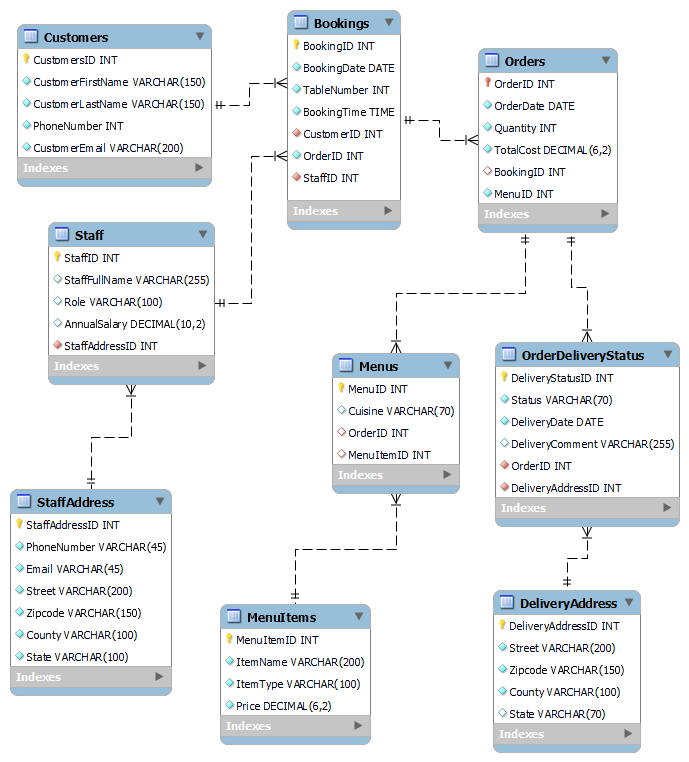 Customers
CustomersID INT
CustomerFirstName VARCHAR(150)
CustomerLastName VARCHAR(150)
PhoneNumber INT
CustomerEmail VARCHAR(200)
Indexes
Bookings
BookingID INT
BookingDate DATE
TableNumber INT
BookingTime TIME
CustomerID INT
OrderID INT
StaffID INT
Indexes
Orders
OrderID INT
OrderDate DATE
Quantity INT
TotalCost DECIMAL(6,2)
BookingID INT
MenuID INT
Indexes
Staff
StaffID INT
StaffFullName VARCHAR(255)
Role VARCHAR(100)
AnnualSalary DECIMAL(10,2)
StaffAddressID INT
Indexes
Menus
MenuID INT
Cuisine VARCHAR(70)
OrderID INT
MenuItemID INT
Indexes
OrderDeliveryStatus
DeliveryStatusID INT
Status VARCHAR(70)
DeliveryDate DATE
DeliveryComment VARCHAR(255)
OrderID INT
DeliveryAddressID INT
Indexes
StaffAddress
StaffAddressID INT
PhoneNumber VARCHAR(45)
Email VARCHAR(45)
Street VARCHAR(200)
Zipcode VARCHAR(150)
County VARCHAR(100)
State VARCHAR(100)
Indexes
MenuItems
MenuItemID INT
ItemName VARCHAR(200)
ItemType VARCHAR(100)
Price DECIMAL(6,2)
Indexes
DeliveryAddress
DeliveryAddressID INT
Street VARCHAR(200)
Zipcode VARCHAR(150)
County VARCHAR(100)
State VARCHAR(70)
Indexes